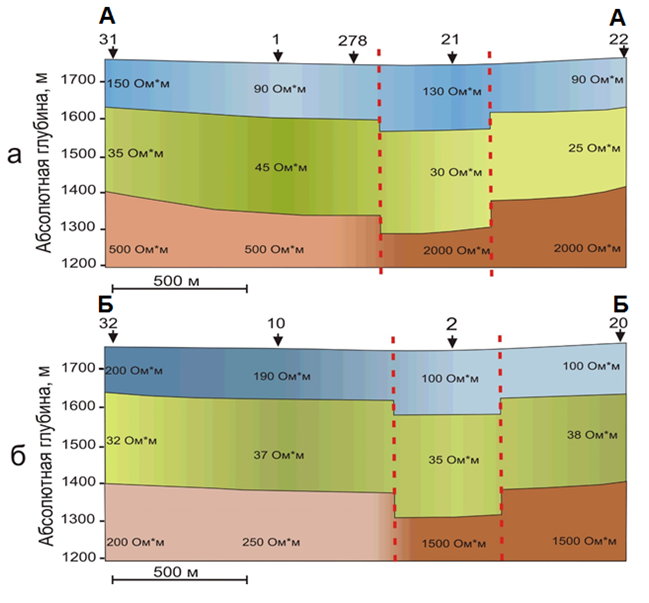 А А
31 1 278 21 22
а
Абсолютная глубина, м
1700
1600
1500
1400
1300
1200
150 Ом*м 90 Ом*м 130 Ом*м 90 Ом*м
35 Ом*м 45 Ом*м 30 Ом*м 25 Ом*м
500 Ом*м 500 Ом*м 2000 Ом*м 2000 Ом*м
500 м
Б Б
32 10 2 20
б
Абсолютная глубина, м
1700
1600
1500
1400
1300
1200
200 Ом*м 190 Ом*м 100 Ом*м 100 Ом*м
32 Ом*м 37 Ом*м 35 Ом*м 38 Ом*м
200 Ом*м 250 Ом*м 1500 Ом*м 1500 Ом*м
500 м